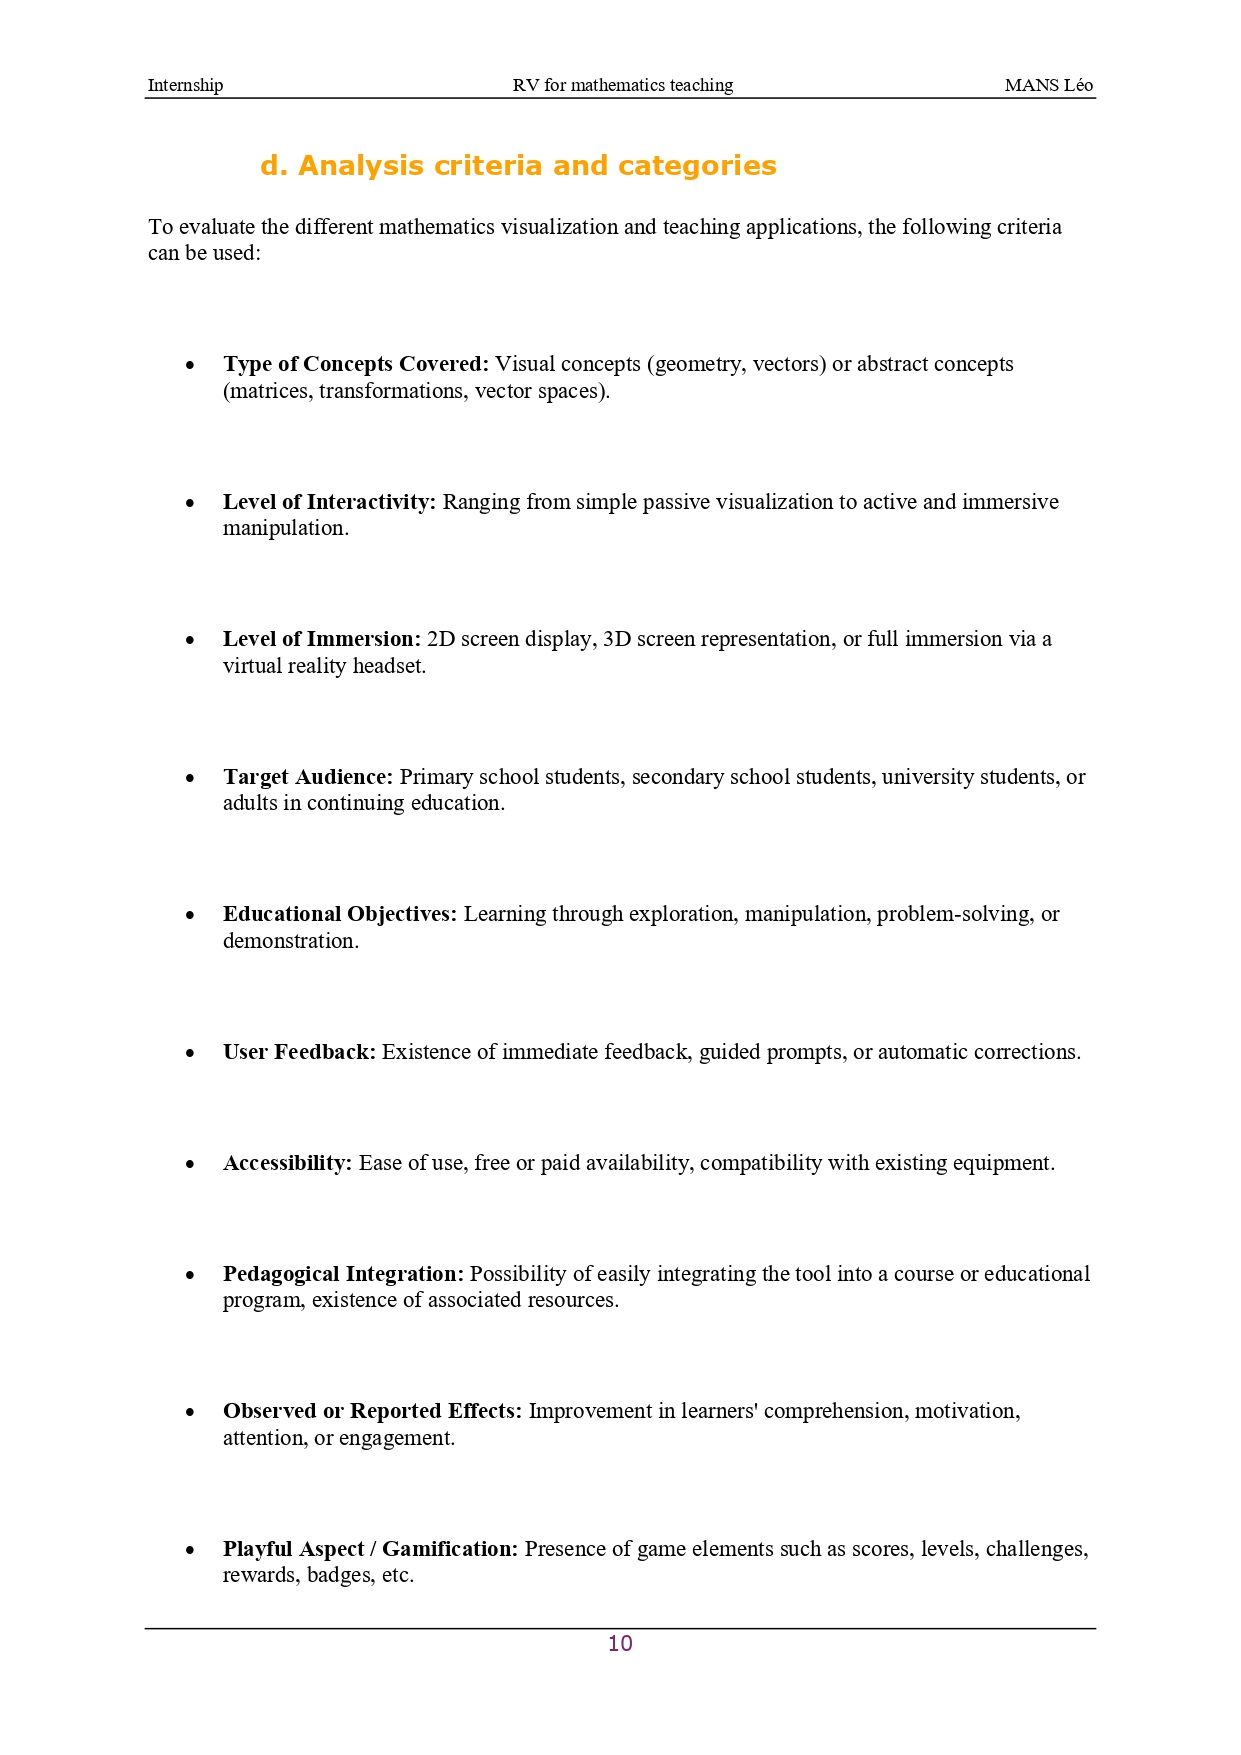 Internship RV for mathematics teaching MANS Léo
d. Analysis criteria and categories
To evaluate the different mathematics visualization and teaching applications, the following criteria
can be used:
• Type of Concepts Covered: Visual concepts (geometry, vectors) or abstract concepts
(matrices, transformations, vector spaces).
• Level of Interactivity: Ranging from simple passive visualization to active and immersive
manipulation.
• Level of Immersion: 2D screen display, 3D screen representation, or full immersion via a
virtual reality headset.
• Target Audience: Primary school students, secondary school students, university students, or
adults in continuing education.
• Educational Objectives: Learning through exploration, manipulation, problem-solving, or
demonstration.
• User Feedback: Existence of immediate feedback, guided prompts, or automatic corrections.
• Accessibility: Ease of use, free or paid availability, compatibility with existing equipment.
• Pedagogical Integration: Possibility of easily integrating the tool into a course or educational
program, existence of associated resources.
• Observed or Reported Effects: Improvement in learners' comprehension, motivation,
attention, or engagement.
• Playful Aspect / Gamification: Presence of game elements such as scores, levels, challenges,
rewards, badges, etc.
10